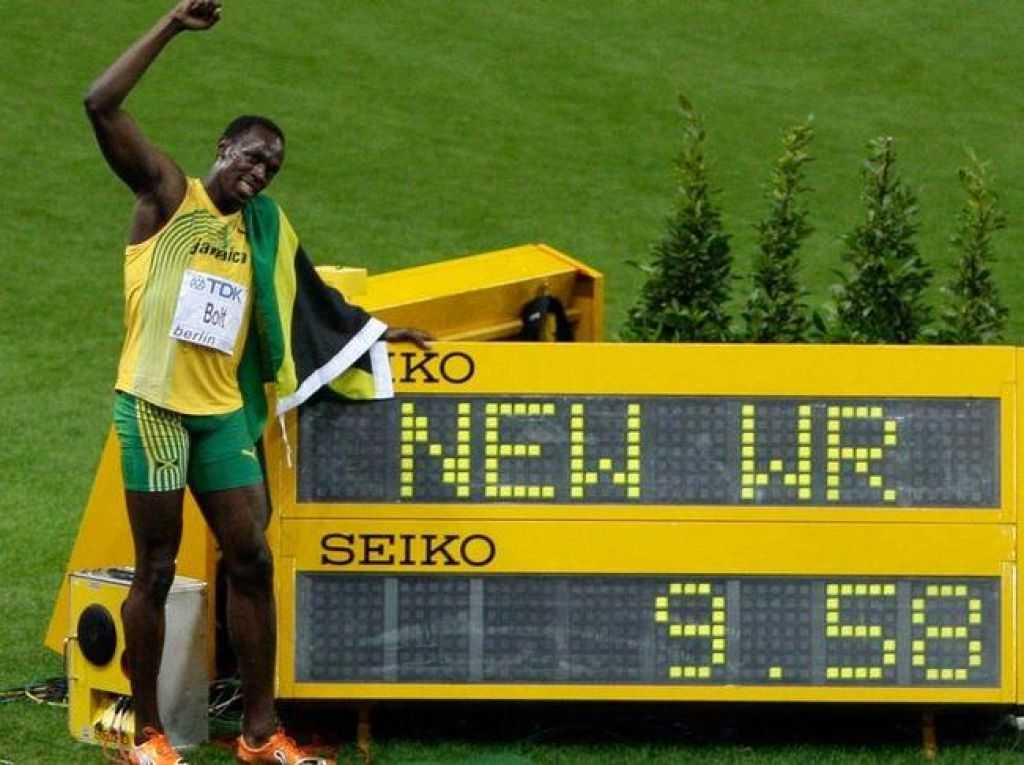 Jamaica
TDK
Bolt
berlin
IKO
NEW WR
SEIKO
9.58